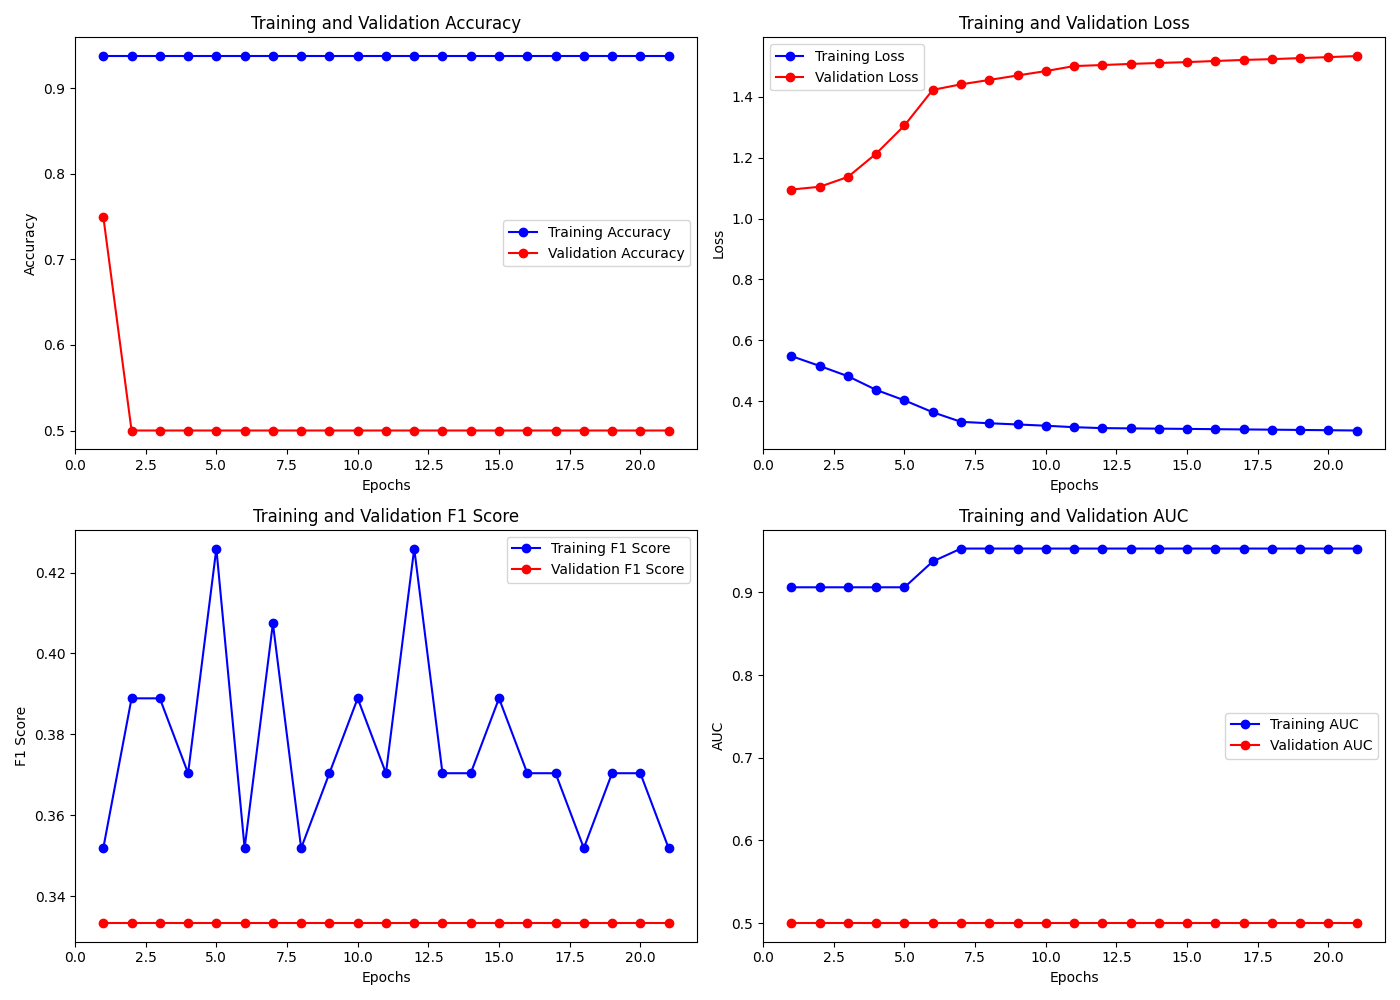 Training and Validation Accuracy
Accuracy
0.9
0.8
0.7
0.6
0.5
Training Accuracy
Validation Accuracy
0.0 2.5 5.0 7.5 10.0 12.5 15.0 17.5 20.0
Epochs
Training and Validation Loss
Loss
1.4
1.2
1.0
0.8
0.6
0.4
Training Loss
Validation Loss
0.0 2.5 5.0 7.5 10.0 12.5 15.0 17.5 20.0
Epochs
Training and Validation F1 Score
F1 Score
0.42
0.40
0.38
0.36
0.34
Training F1 Score
Validation F1 Score
0.0 2.5 5.0 7.5 10.0 12.5 15.0 17.5 20.0
Epochs
Training and Validation AUC
AUC
0.9
0.8
0.7
0.6
0.5
Training AUC
Validation AUC
0.0 2.5 5.0 7.5 10.0 12.5 15.0 17.5 20.0
Epochs